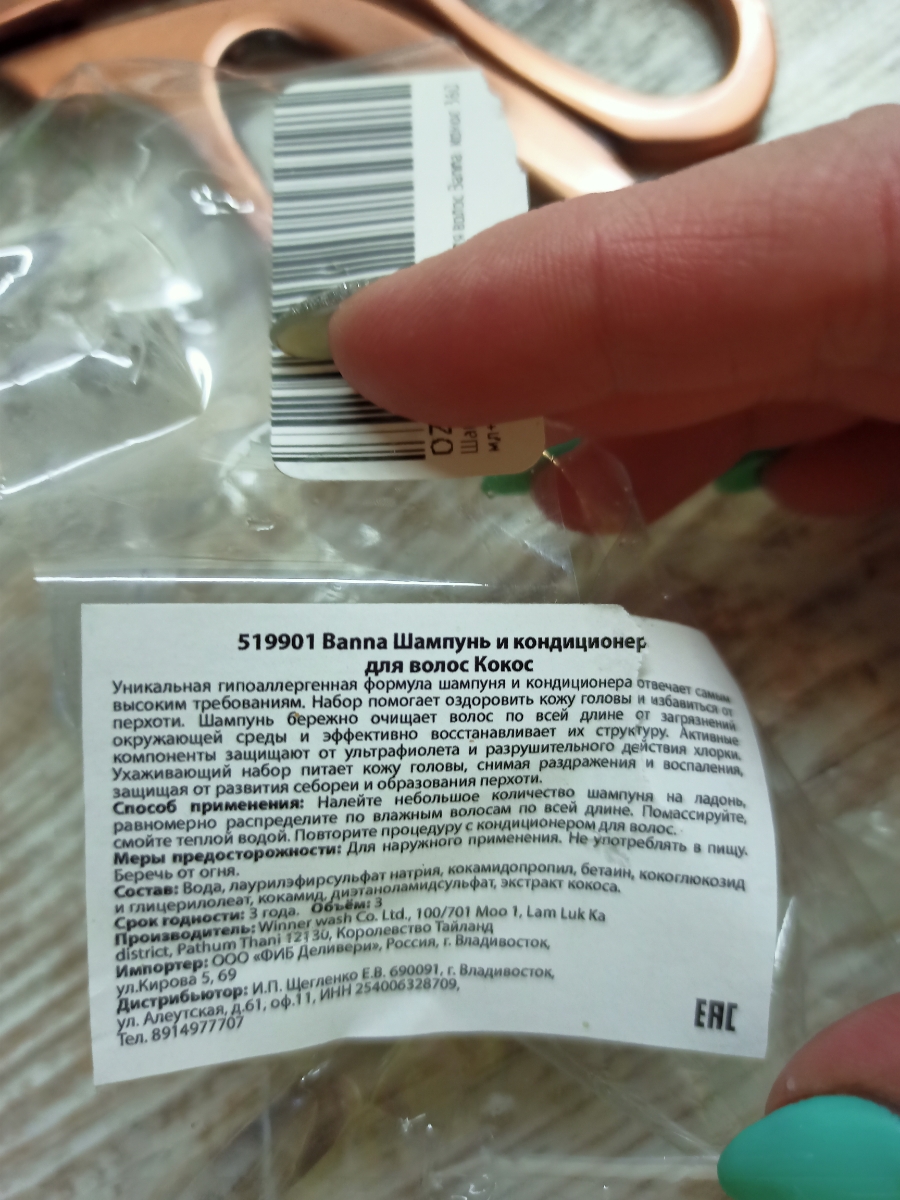 волос Banna кокос 360
OZ
Ша
мл+
519901 Banna Шампунь и кондиционер
для волос Кокос
Уникальная гипоаллергенная формула шампуня и кондиционера отвечает самым
высоким требованиям. Набор помогает оздоровить кожу головы и избавиться от
перхоти. Шампунь бережно очищает волос по всей длине от загрязнений
окружающей среды и эффективно восстанавливает их структуру. Активные
компоненты защищают от ультрафиолета и разрушительного действия хлорки.
Ухаживающий набор питает кожу головы, снимая раздражения и воспаления,
защищая от развития себореи и образования перхоти.
Способ применения: Налейте небольшое количество шампуня на ладонь,
равномерно распределите по влажным волосам по всей длине. Помассируйте,
смойте теплой водой. Повторите процедуру с кондиционером для волос.
Меры предосторожности: Для наружного применения. Не употреблять в пищу.
Беречь от огня.
Состав: Вода, лаурилэфирсульфат натрия, кокамидопропил, бетаин, кокоглюкозид
и глицерилолеат, кокамид, диэтаноламидсульфат, экстракт кокоса.
Срок годности: 3 года. Объём: 3
Производитель: Winner wash Co. Ltd., 100/701 Moo 1, Lam Luk Ka
district, Pathum Thani 12130, Королевство Тайланд
Импортер: ООО «ФИБ Деливери», Россия, г. Владивосток,
ул.Кирова 5, 69
Дистрибьютор: И.П. Щегленко Е.В. 690091, г. Владивосток,
ул. Алеутская, д.61, оф.11, ИНН 254006328709,
Тел. 8914977707
EAC